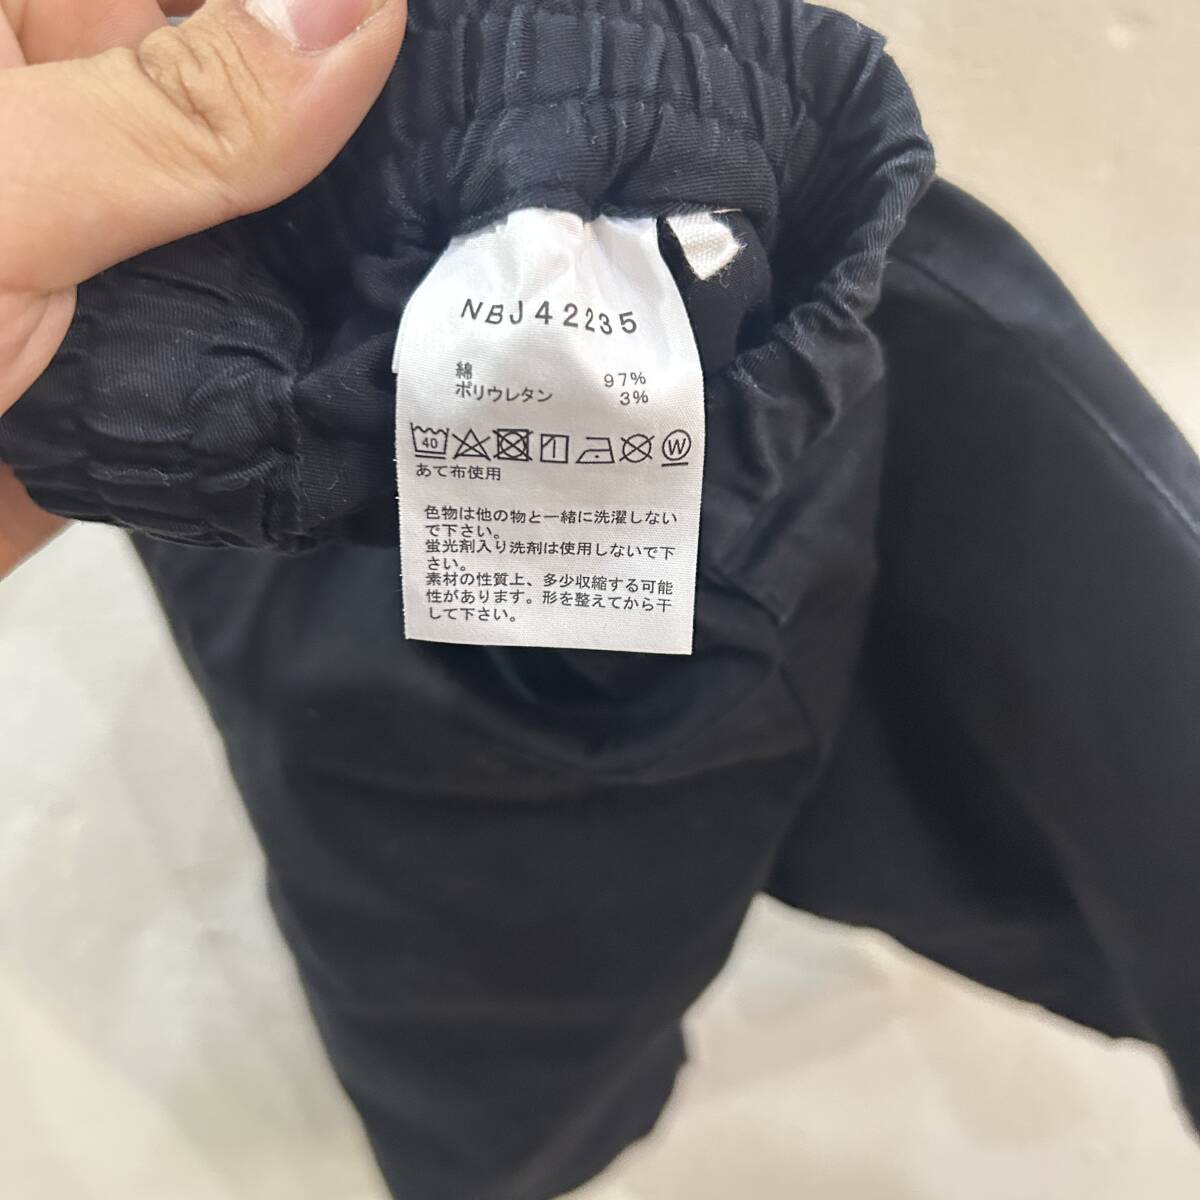 NBJ42235
綿 97%
ポリウレタン 3%
40 W
あて布使用
色物は他の物と一緒に洗濯しない
で下さい。
蛍光剤入り洗剤は使用しないで下
さい。
素材の性質上、多少収縮する可能
性があります。形を整えてから干
して下さい。